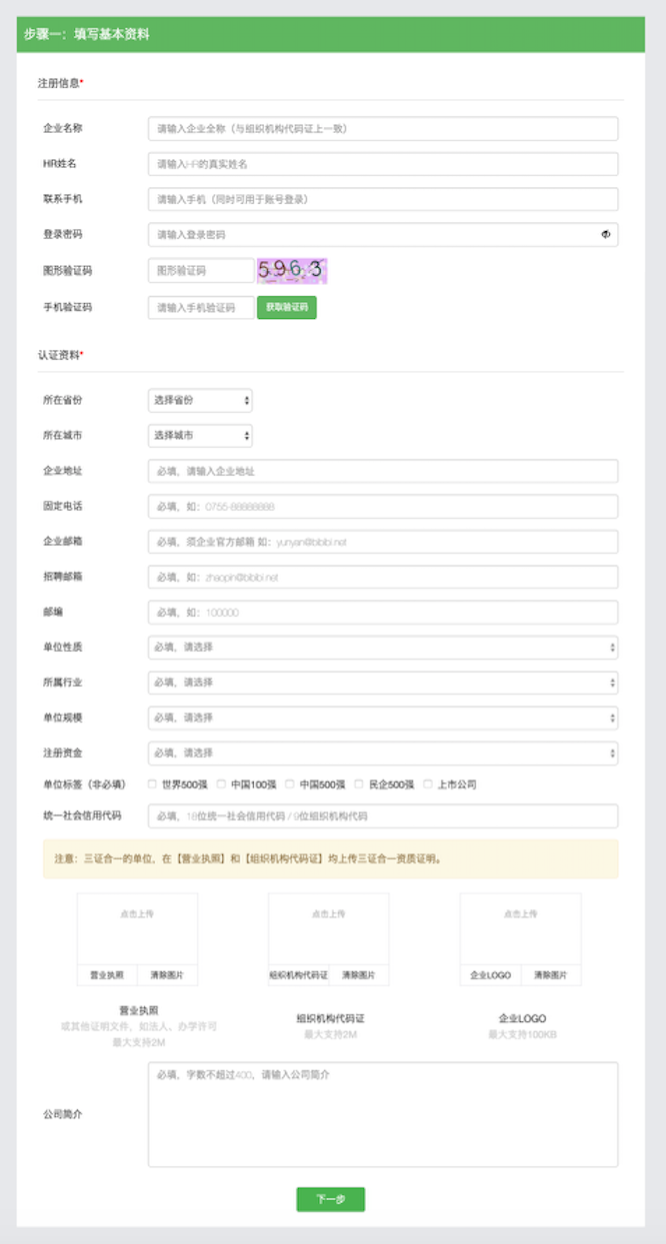 步骤一：填写基本资料
注册信息*
企业名称 请输入企业全称（与组织机构代码证上一致）
HR姓名 请输入HR的真实姓名
联系手机 请输入手机（同时可用于账号登录）
登录密码 请输入登录密码
图形验证码 图形验证码 5963
手机验证码 请输入手机验证码 获取验证码
认证资料*
所在省份 选择省份
所在城市 选择城市
企业地址 必填，请输入企业地址
固定电话 必填，如：0755-88888888
企业邮箱 必填，须企业官方邮箱 如：yunyan@bibibi.net
招聘邮箱 必填，如：zhaopin@bibibi.net
邮编 必填，如：100000
单位性质 必填，请选择
所属行业 必填，请选择
单位规模 必填，请选择
注册资金 必填，请选择
单位标签（非必填） 世界500强 中国100强 中国500强 民企500强 上市公司
统一社会信用代码 必填，18位统一社会信用代码 / 9位组织机构代码
注意：三证合一的单位，在【营业执照】和【组织机构代码证】均上传三证合一资质证明。
点击上传 点击上传 点击上传
营业执照 清除图片 组织机构代码证 清除图片 企业LOGO 清除图片
营业执照 组织机构代码证 企业LOGO
或其他证明文件，如法人、办学许可 最大支持2M 最大支持100KB
最大支持2M
必填，字数不超过400，请输入公司简介
公司简介
下一步